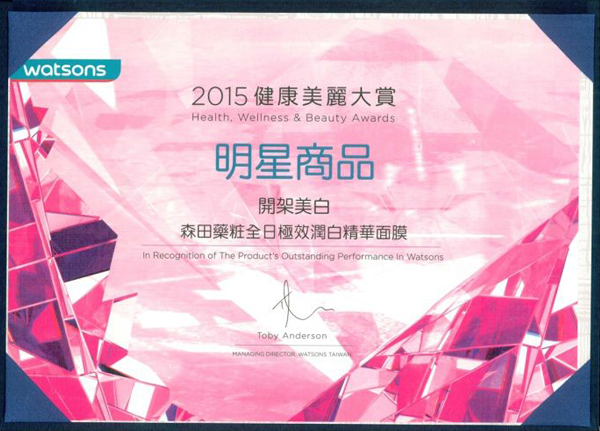 watsons
2015 健康美麗大賞
Health, Wellness & Beauty Awards
明星商品
開架美白
森田藥粧全日極效潤白精華面膜
In Recognition of The Product's Outstanding Performance In Watsons
Toby Anderson
MANAGING DIRECTOR, WATSONS TAIWAN